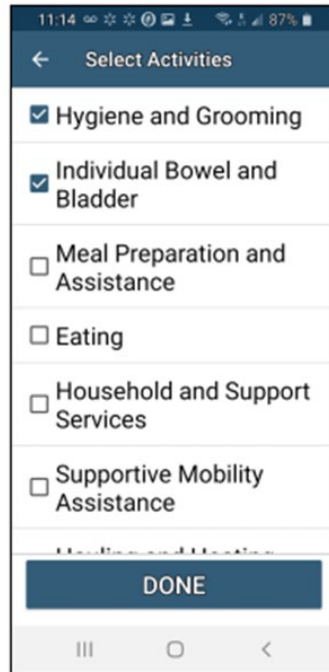 11:14 87%
Select Activities
Hygiene and Grooming
Individual Bowel and
Bladder
Meal Preparation and
Assistance
Eating
Household and Support
Services
Supportive Mobility
Assistance
DONE